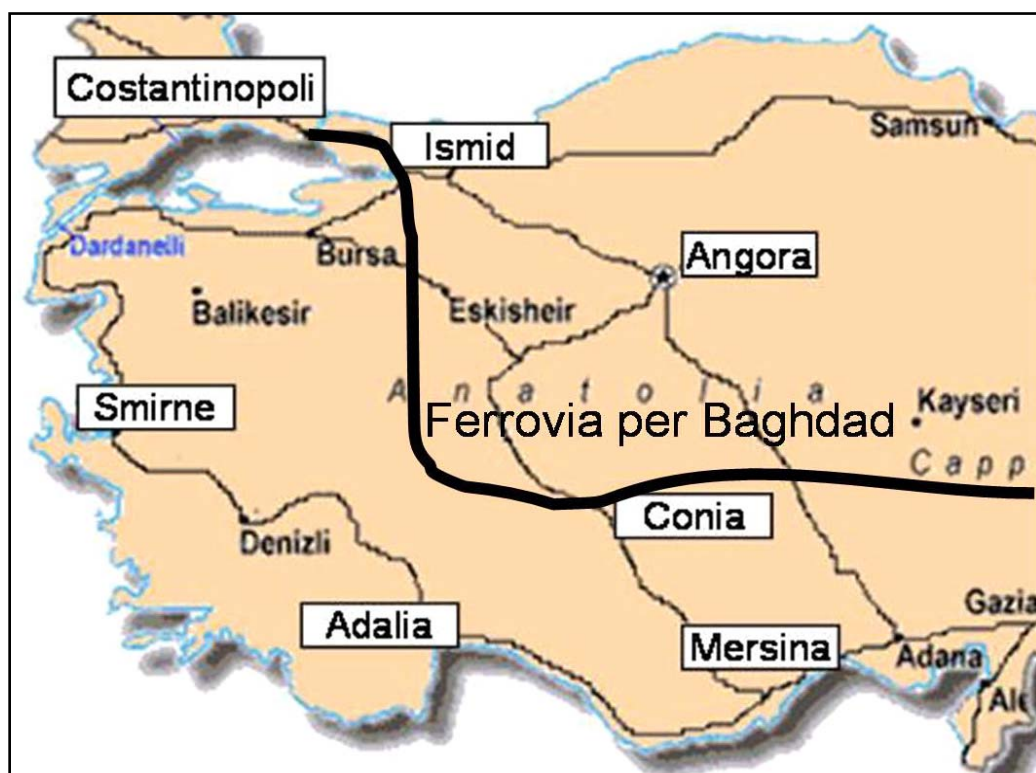 Costantinopoli
Ismid
Samsun
Dardanelli
Bursa
Angora
Balikesir
Eskisheir
Anatolia
Smirne
Ferrovia per Baghdad
Kayseri
Capp
Conia
Denizli
Adalia
Mersina
Gazia
Adana
Ale